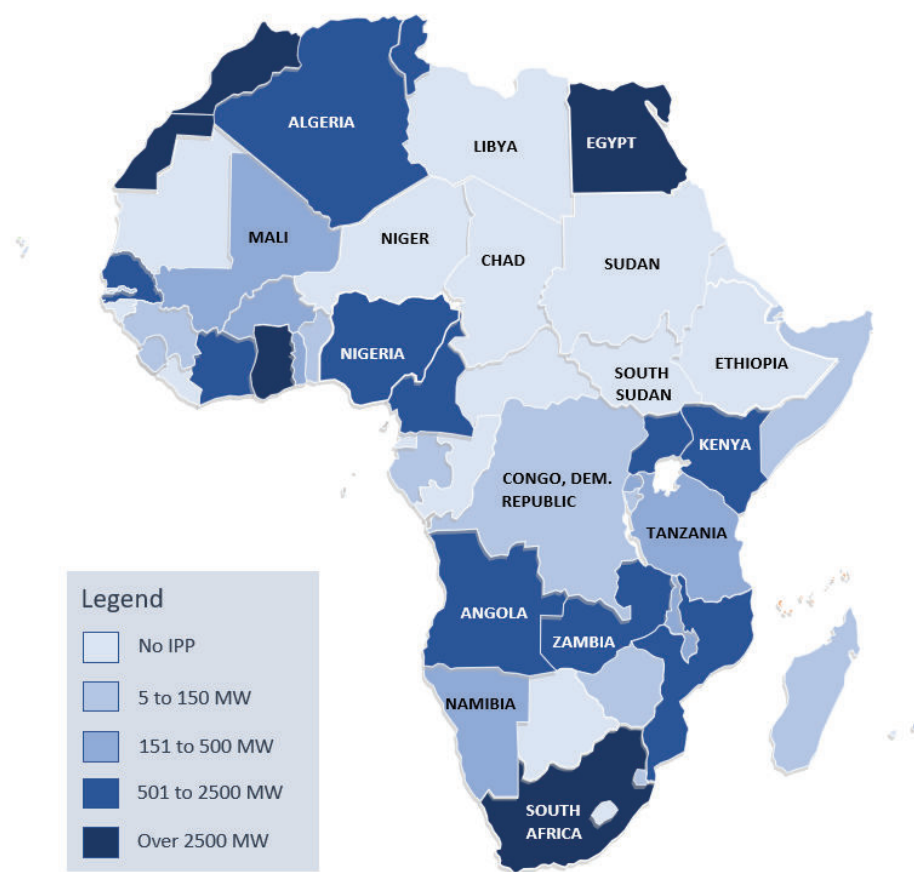 ALGERIA
LIBYA
EGYPT
MALI
NIGER
CHAD
SUDAN
NIGERIA
SOUTH
SUDAN
ETHIOPIA
KENYA
CONGO, DEM.
REPUBLIC
TANZANIA
ANGOLA
ZAMBIA
NAMIBIA
SOUTH
AFRICA
Legend
No IPP
5 to 150 MW
151 to 500 MW
501 to 2500 MW
Over 2500 MW